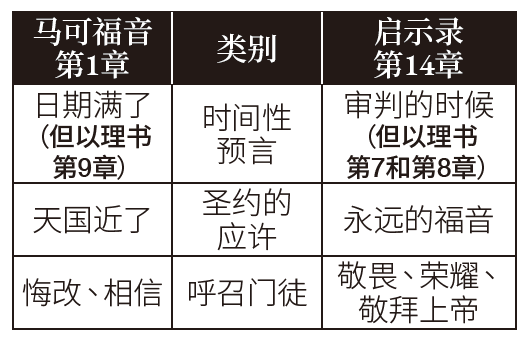 马可福音
第1章
类别
启示录
第14章
日期满了
（但以理书
第9章）
时间性
预言
审判的时候
（但以理书
第7和第8章）
天国近了
圣约的
应许
永远的福音
悔改、相信
呼召门徒
敬畏、荣耀、
敬拜上帝